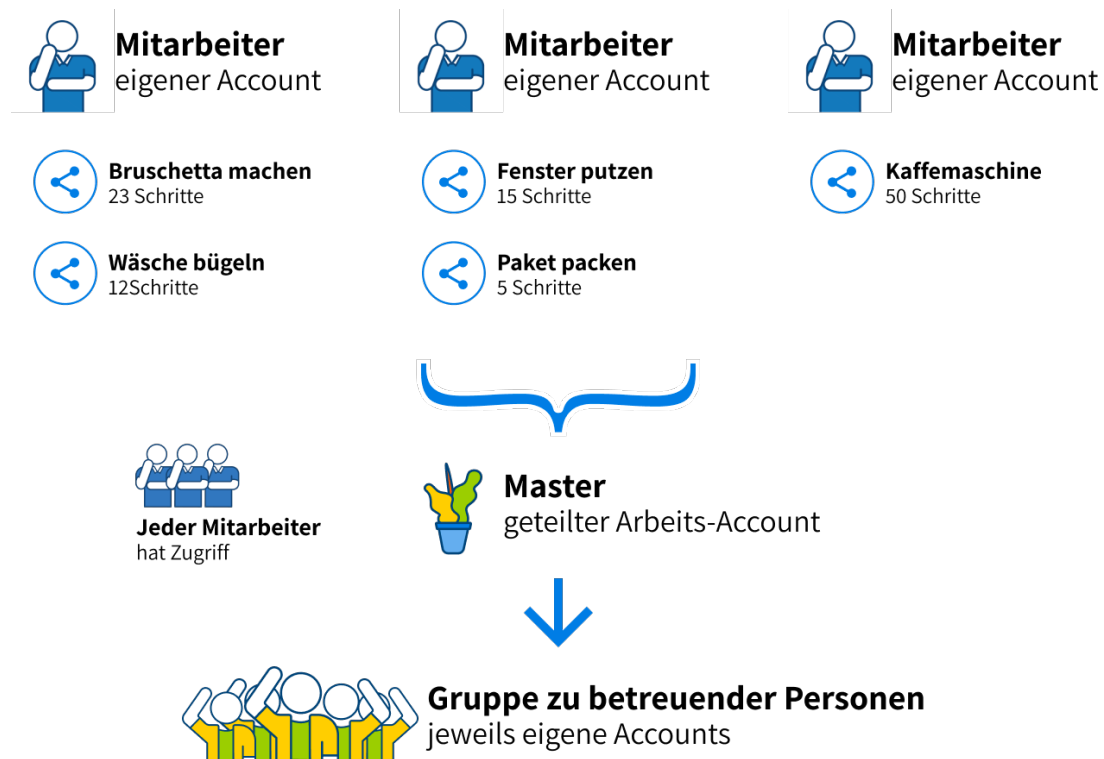 Mitarbeiter
eigener Account
Mitarbeiter
eigener Account
Mitarbeiter
eigener Account
Bruschetta machen
23 Schritte
Fenster putzen
15 Schritte
Kaffemaschine
50 Schritte
Wäsche bügeln
12Schritte
Paket packen
5 Schritte
Jeder Mitarbeiter
hat Zugriff
Master
geteilter Arbeits-Account
Gruppe zu betreuender Personen
jeweils eigene Accounts